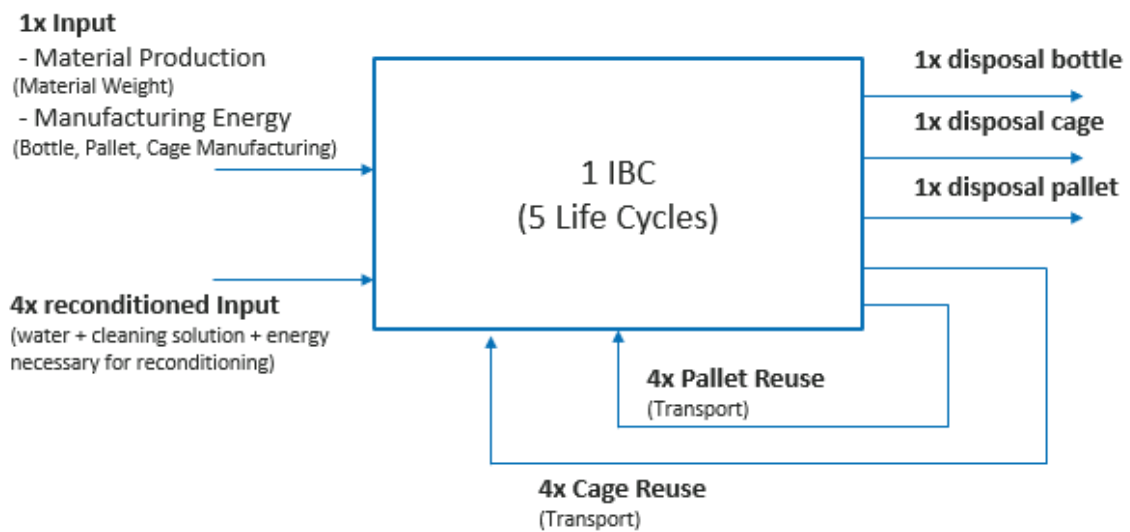 1x Input
- Material Production
(Material Weight)
- Manufacturing Energy
(Bottle, Pallet, Cage Manufacturing)
4x reconditioned Input
(water + cleaning solution + energy
necessary for reconditioning)
1 IBC
(5 Life Cycles)
1x disposal bottle
1x disposal cage
1x disposal pallet
4x Pallet Reuse
(Transport)
4x Cage Reuse
(Transport)